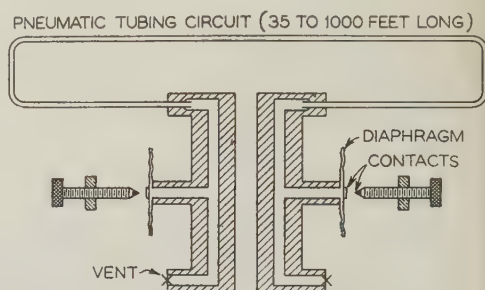 PNEUMATIC TUBING CIRCUIT (35 TO 1000 FEET LONG)
DIAPHRAGM
CONTACTS
VENT